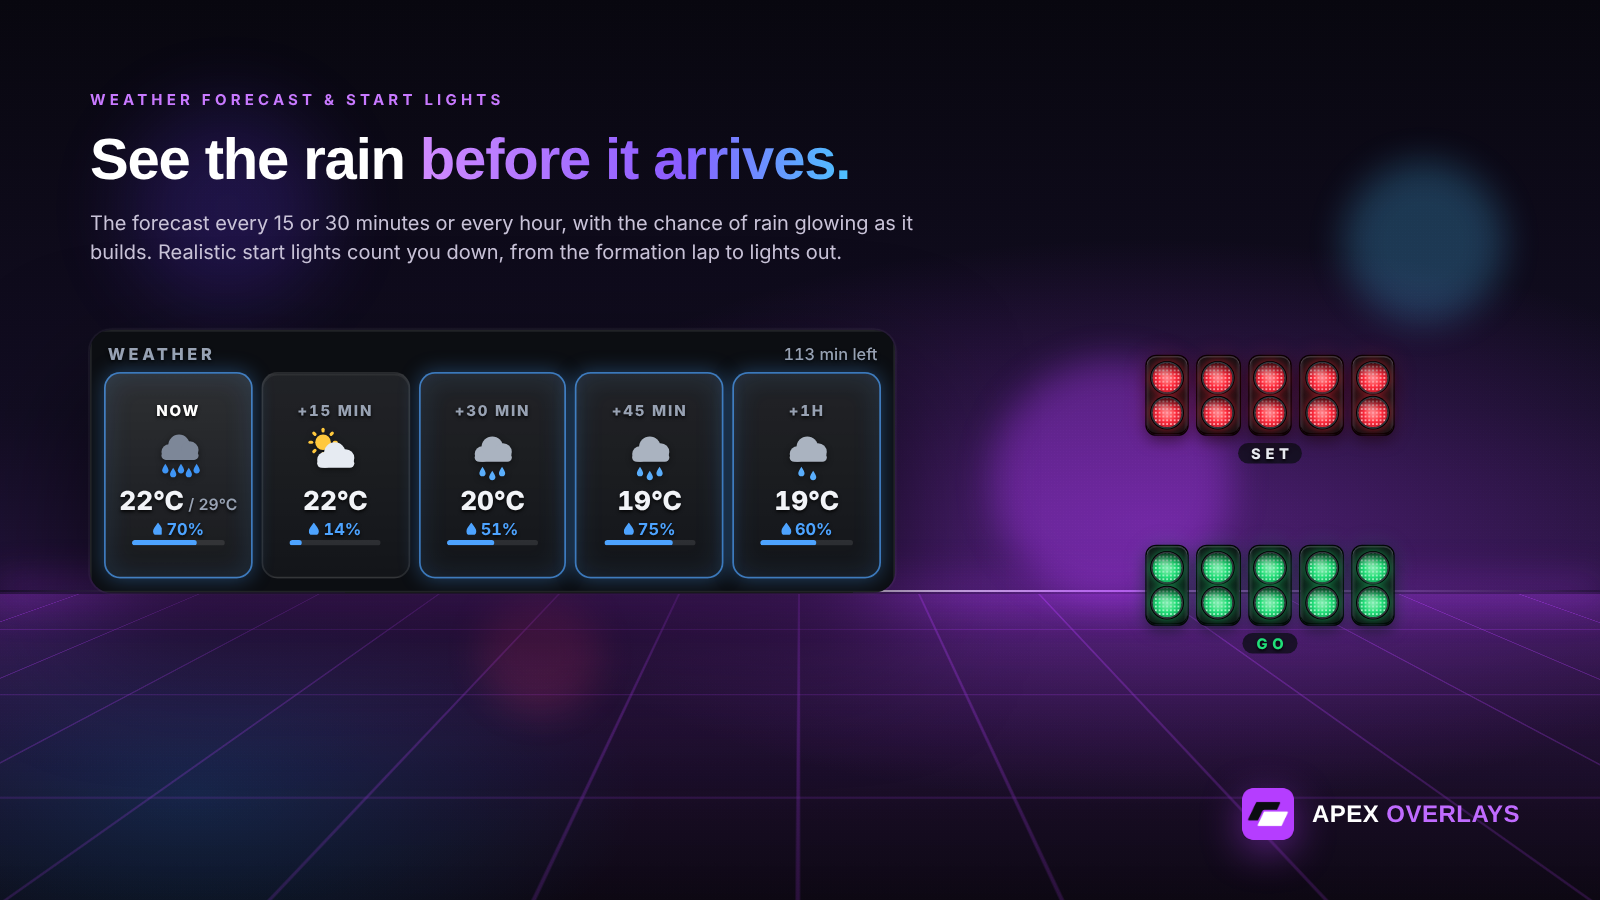 WEATHER FORECAST & START LIGHTS
See the rain before it arrives.
The forecast every 15 or 30 minutes or every hour, with the chance of rain glowing as it
builds. Realistic start lights count you down, from the formation lap to lights out.
WEATHER 113 min left
NOW +15 MIN +30 MIN +45 MIN +1H
22°C / 29°C 22°C 20°C 19°C 19°C
70% 14% 51% 75% 60%
SET
GO
APEX OVERLAYS